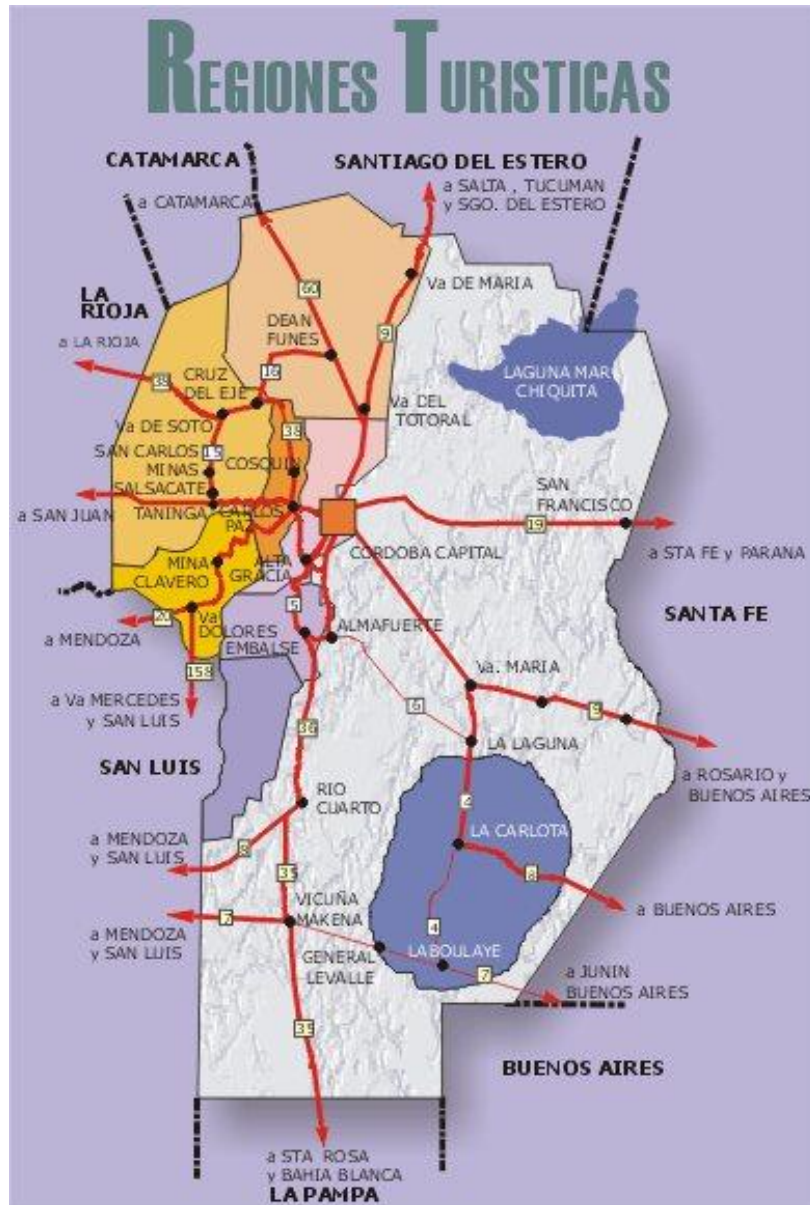 REGIONES TURISTICAS
CATAMARCA
SANTIAGO DEL ESTERO
a CATAMARCA
a SALTA , TUCUMAN
y SGO. DEL ESTERO
LA
RIOJA
60
Va DE MARIA
DEAN
FUNES
9
a LA RIOJA
38
CRUZ
DEL EJE
16
LAGUNA MAR
CHIQUITA
Va DE SOTO
Va DEL
TOTORAL
38
SAN CARLOS
MINAS
15
COSQUIN
SALSACATE
SAN
FRANCISCO
a SAN JUAN
TANINGA
CARLOS
PAZ
19
CORDOBA CAPITAL
a STA FE y PARANA
MINA
CLAVERO
ALTA
GRACIA
5
20
Va
DOLORES
EMBALSE
ALMAFUERTE
SANTA FE
a MENDOZA
158
Va. MARIA
a Va MERCEDES
y SAN LUIS
6
9
36
LA LAGUNA
SAN LUIS
a ROSARIO y
BUENOS AIRES
RIO
CUARTO
2
LA CARLOTA
a MENDOZA
y SAN LUIS
8
35
8
VICUÑA
MAKENA
7
a BUENOS AIRES
4
a MENDOZA
y SAN LUIS
GENERAL
LEVALLE
LABOULAYE
7
a JUNIN
BUENOS AIRES
35
BUENOS AIRES
a STA ROSA
y BAHIA BLANCA
LA PAMPA